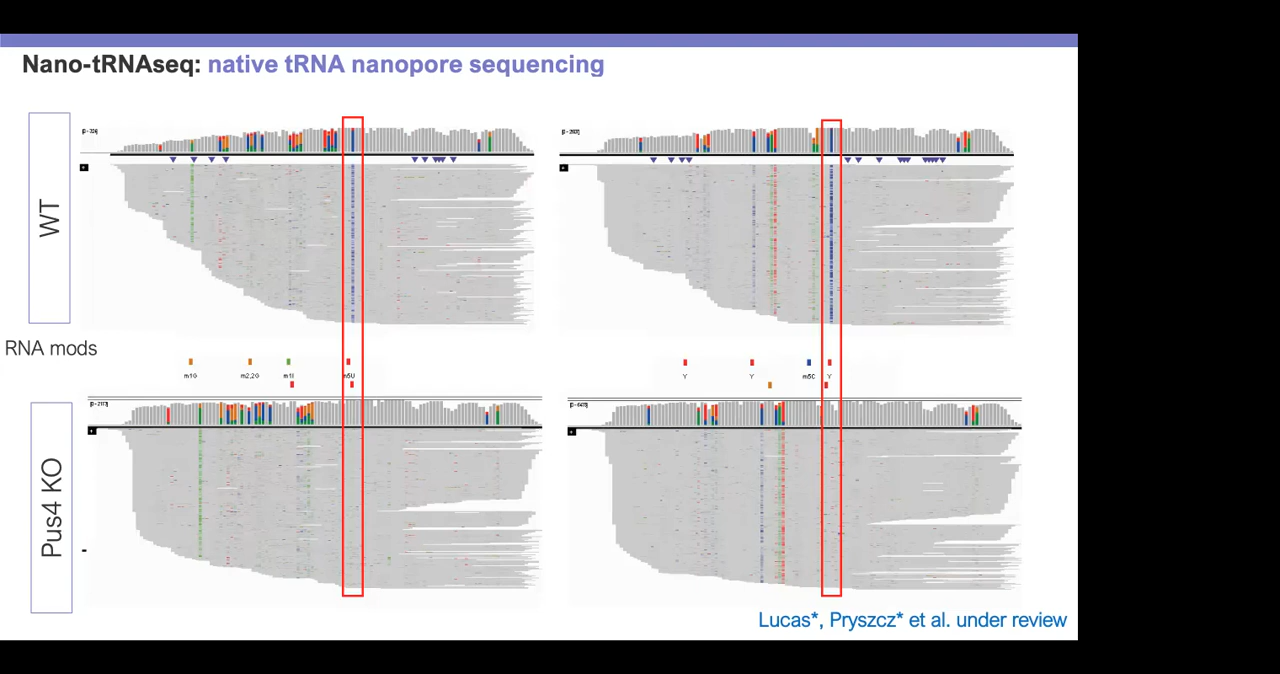 Nano-tRNAseq: native tRNA nanopore sequencing
WT
RNA mods
m1G m2,2G m1I m5U Y Y m5C Y
Pus4 KO
Lucas*, Pryszcz* et al. under review